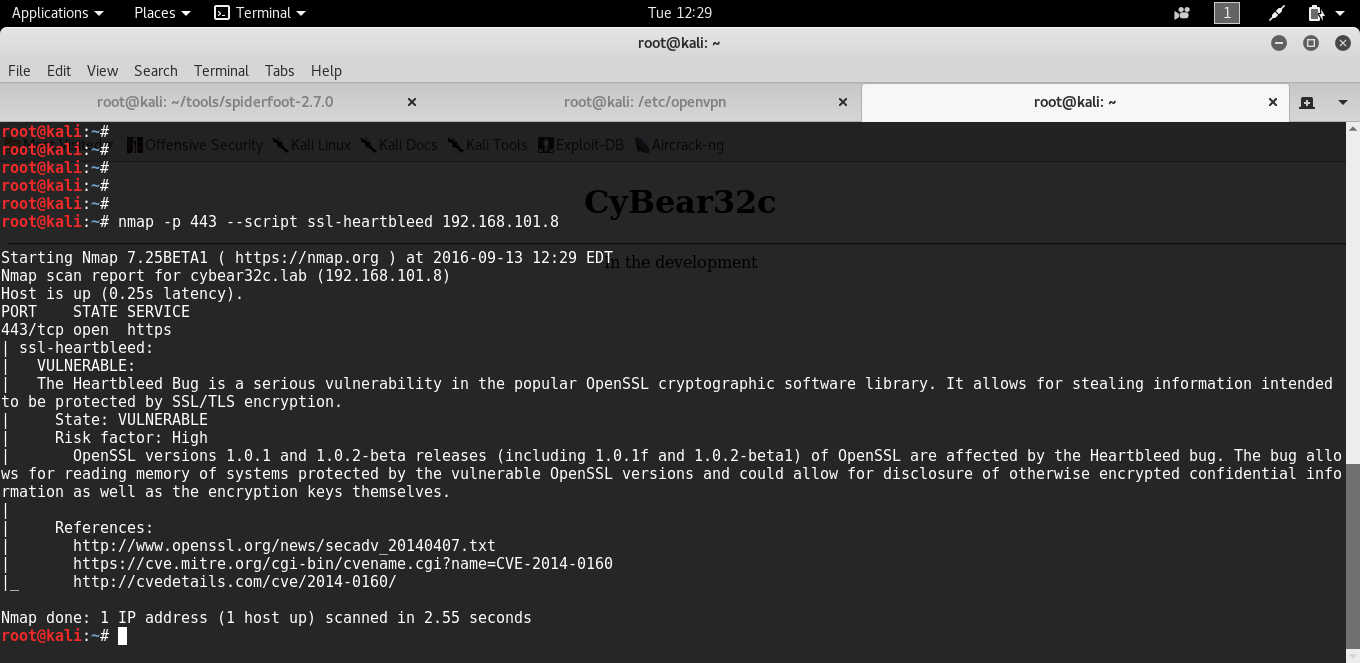 Applications Places Terminal Tue 12:29 1
root@kali: ~
File Edit View Search Terminal Tabs Help
root@kali: ~/tools/spiderfoot-2.7.0 root@kali: /etc/openvpn root@kali: ~
root@kali:~#
root@kali:~#
Offensive Security Kali Linux Kali Docs Kali Tools Exploit-DB Aircrack-ng
root@kali:~#
root@kali:~#
root@kali:~#
CyBear32c
root@kali:~# nmap -p 443 --script ssl-heartbleed 192.168.101.8
Starting Nmap 7.25BETA1 ( https://nmap.org ) at 2016-09-13 12:29 EDT
in the development
Nmap scan report for cybear32c.lab (192.168.101.8)
Host is up (0.25s latency).
PORT    STATE SERVICE
443/tcp open  https
| ssl-heartbleed:
|   VULNERABLE:
|   The Heartbleed Bug is a serious vulnerability in the popular OpenSSL cryptographic software library. It allows for stealing information intended
to be protected by SSL/TLS encryption.
|     State: VULNERABLE
|     Risk factor: High
|       OpenSSL versions 1.0.1 and 1.0.2-beta releases (including 1.0.1f and 1.0.2-beta1) of OpenSSL are affected by the Heartbleed bug. The bug allo
ws for reading memory of systems protected by the vulnerable OpenSSL versions and could allow for disclosure of otherwise encrypted confidential info
rmation as well as the encryption keys themselves.
|
|     References:
|       http://www.openssl.org/news/secadv_20140407.txt
|       https://cve.mitre.org/cgi-bin/cvename.cgi?name=CVE-2014-0160
|_      http://cvedetails.com/cve/2014-0160/
Nmap done: 1 IP address (1 host up) scanned in 2.55 seconds
root@kali:~#